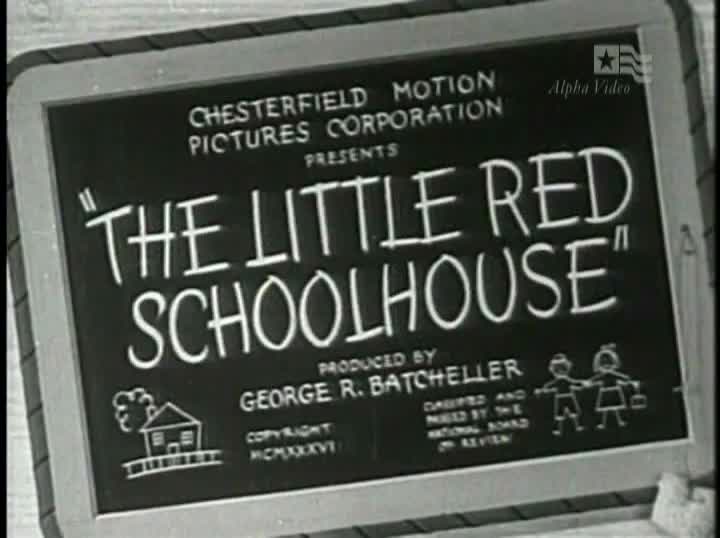 Alpha Video
CHESTERFIELD MOTION
PICTURES CORPORATION
PRESENTS
"THE LITTLE RED
SCHOOLHOUSE"
PRODUCED BY
GEORGE R. BATCHELLER
COPYRIGHT
MCMXXXVI
CLASSIFIED AND
PASSED BY THE
NATIONAL BOARD
OF REVIEW